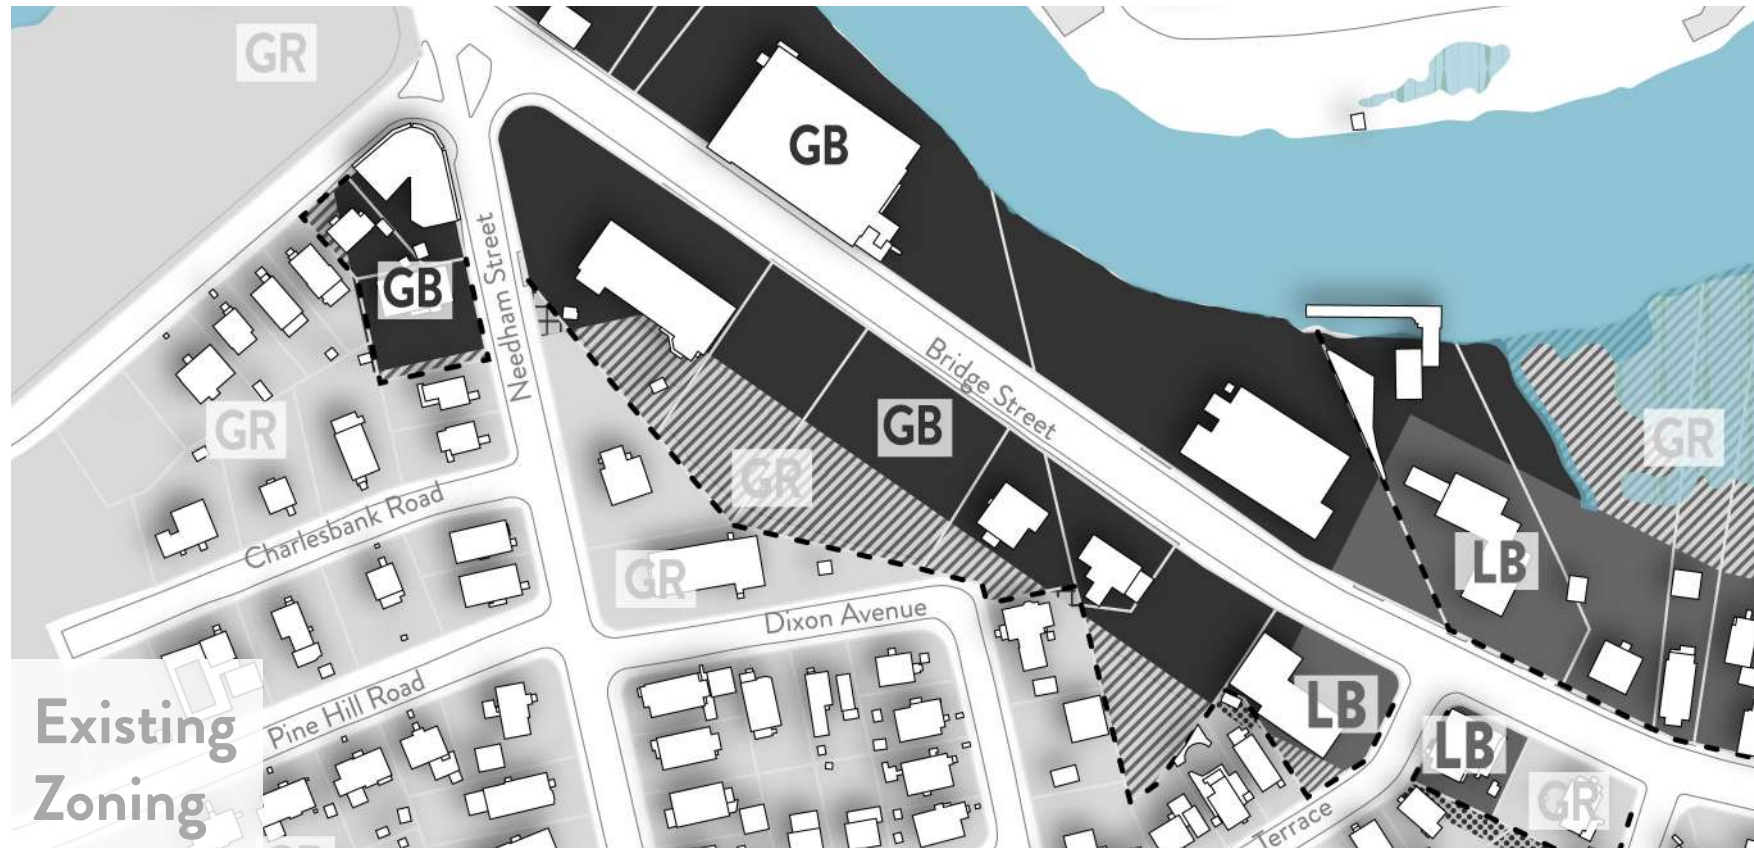 GR
GB
GB
Needham Street
Bridge Street
GB
GR
GR
GR
Charlesbank Road
LB
GR
Dixon Avenue
Pine Hill Road
LB
LB
GR
Terrace
Existing
Zoning